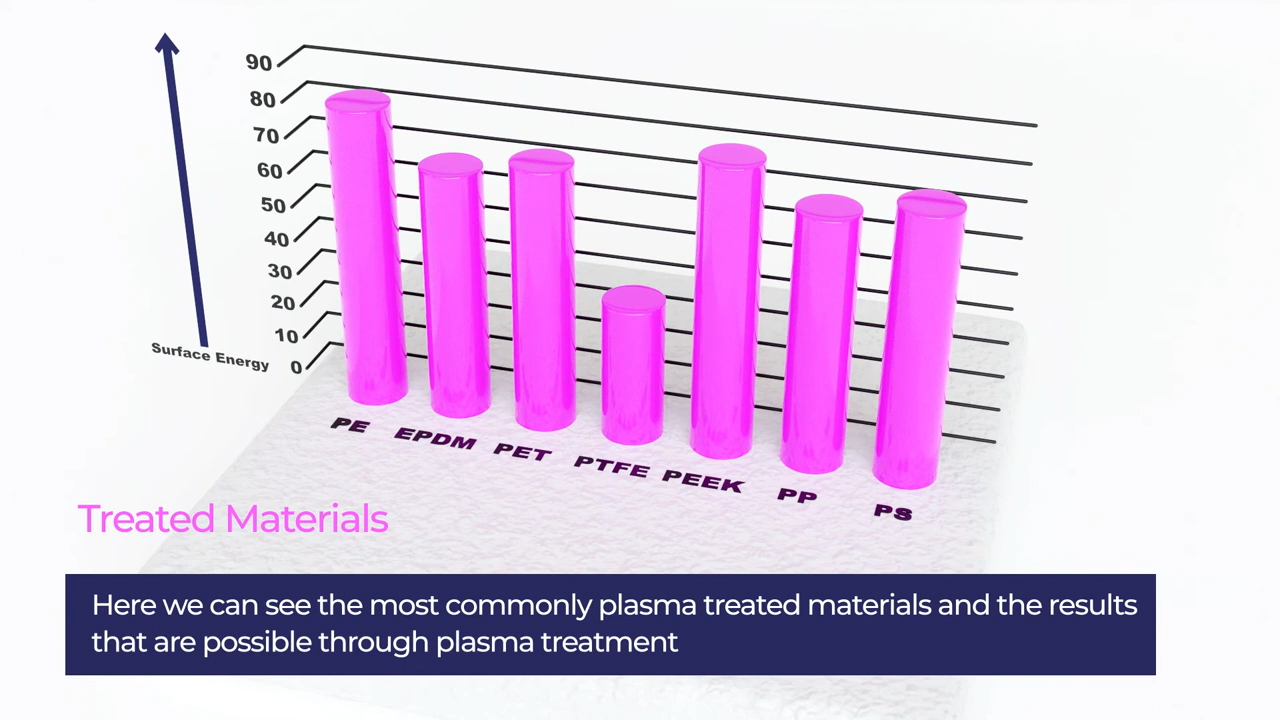 90
80
70
60
50
40
30
20
10
0
Surface Energy
PE EPDM PET PTFE PEEK PP PS
Treated Materials
Here we can see the most commonly plasma treated materials and the results
that are possible through plasma treatment